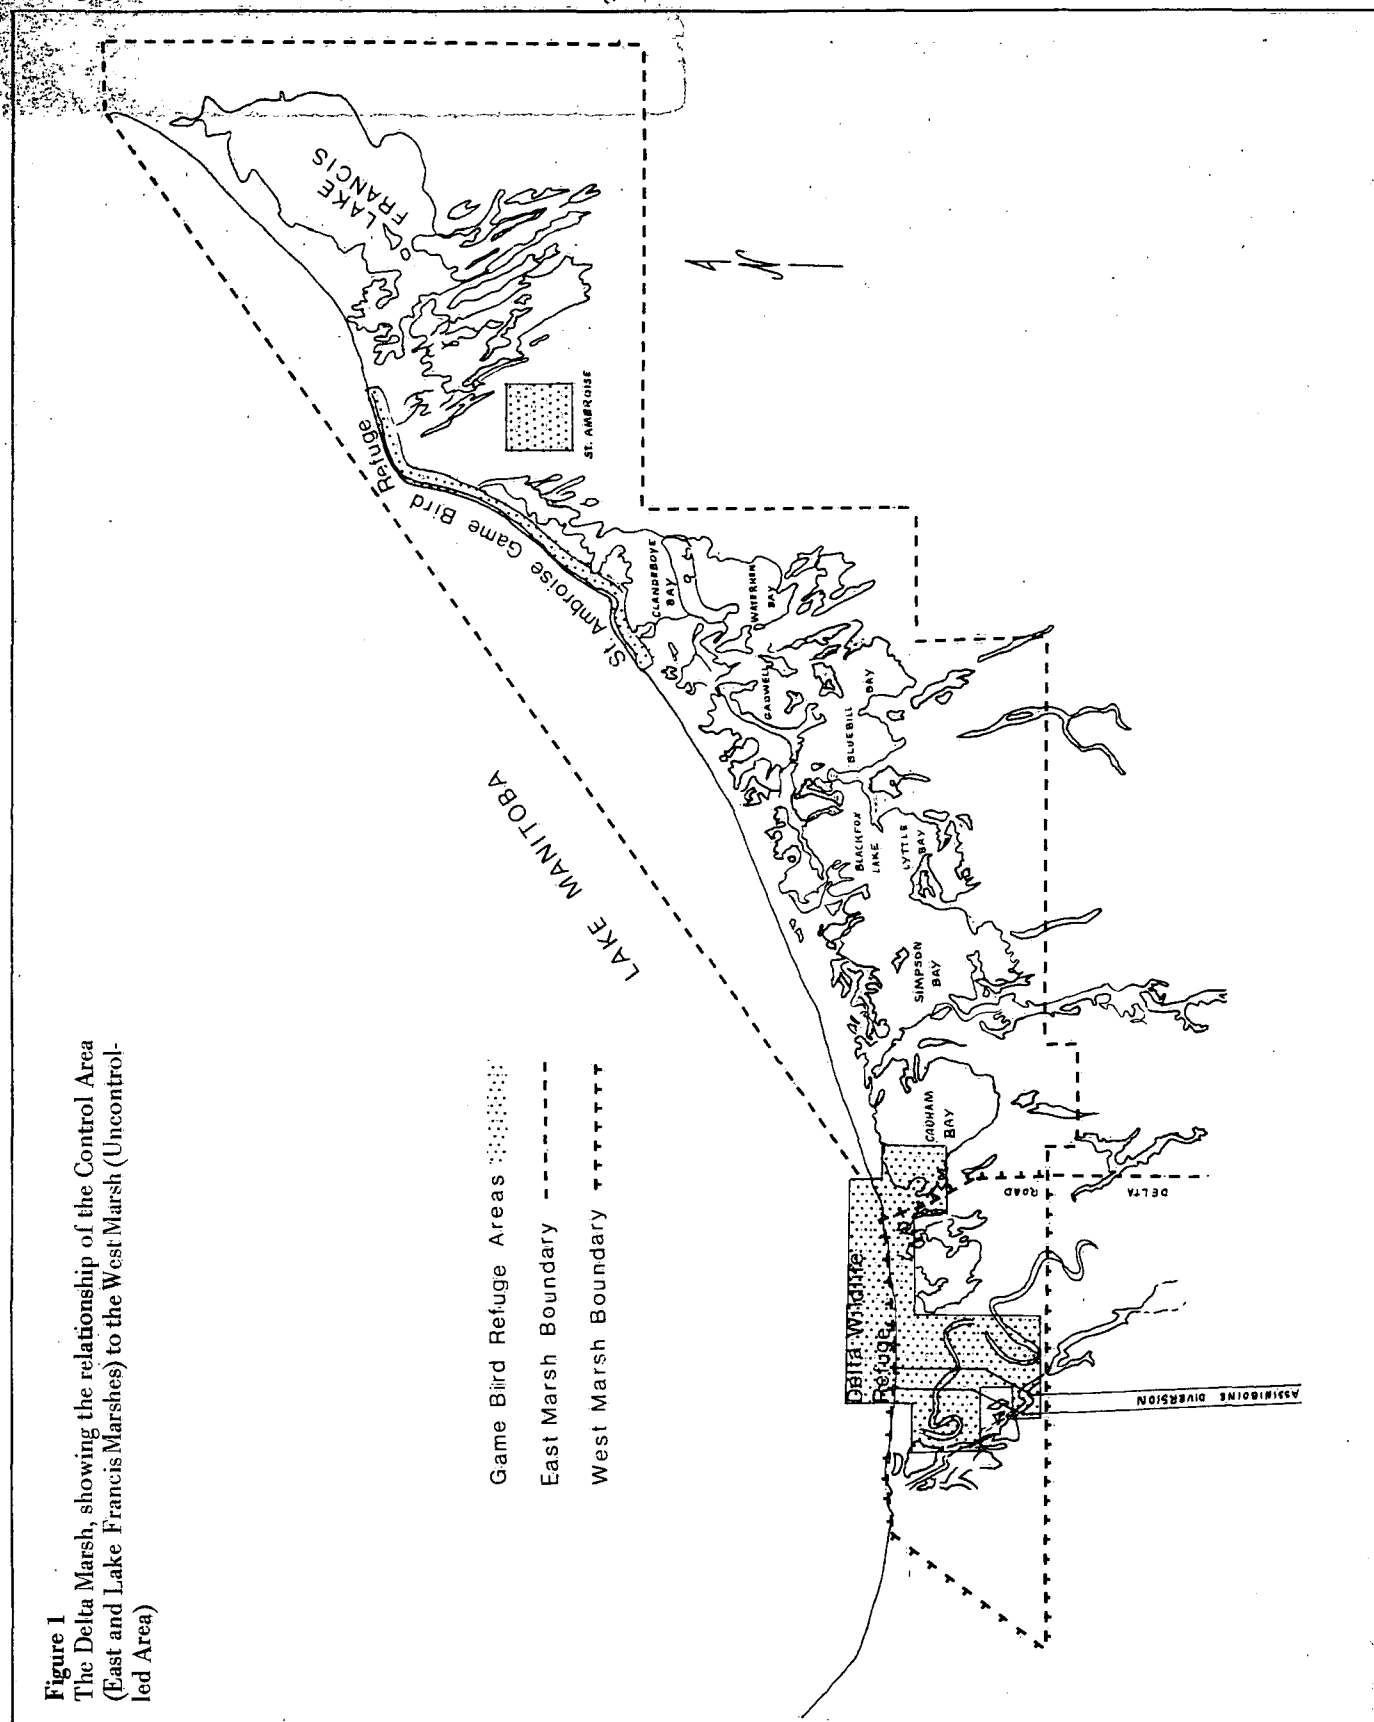 Figure 1
The Delta Marsh, showing the relationship of the Control Area
(East and Lake Francis Marshes) to the West Marsh (Uncontrol-
led Area)
Game Bird Refuge Areas
East Marsh Boundary
West Marsh Boundary
LAKE MANITOBA
LAKE
FRANCIS
N
St. Ambroise Game Bird Refuge
ST. AMBROISE
CLANDEBOYE
BAY
WATERHEN
BAY
GADWELL
BLUEBILL BAY
BLACKFOX
LAKE
LYTTLE
BAY
SIMPSON
BAY
CADHAM
BAY
Delta Wildlife
Refuge
DELTA ROAD
ASSINIBOINE DIVERSION